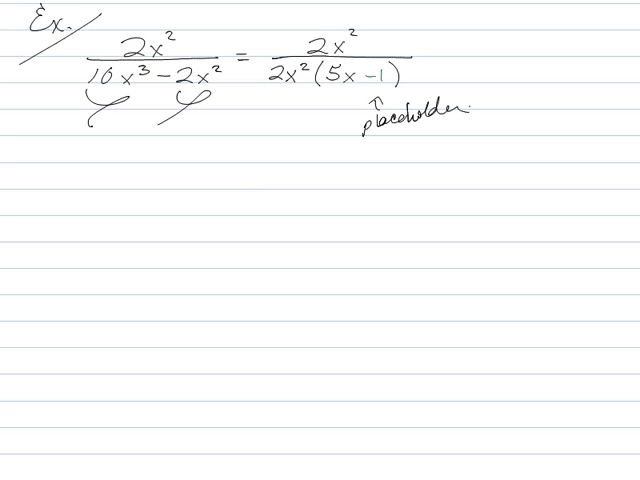 Ex.
2x² / 10x³ - 2x² = 2x² / 2x²(5x - 1)
↑
placeholder.